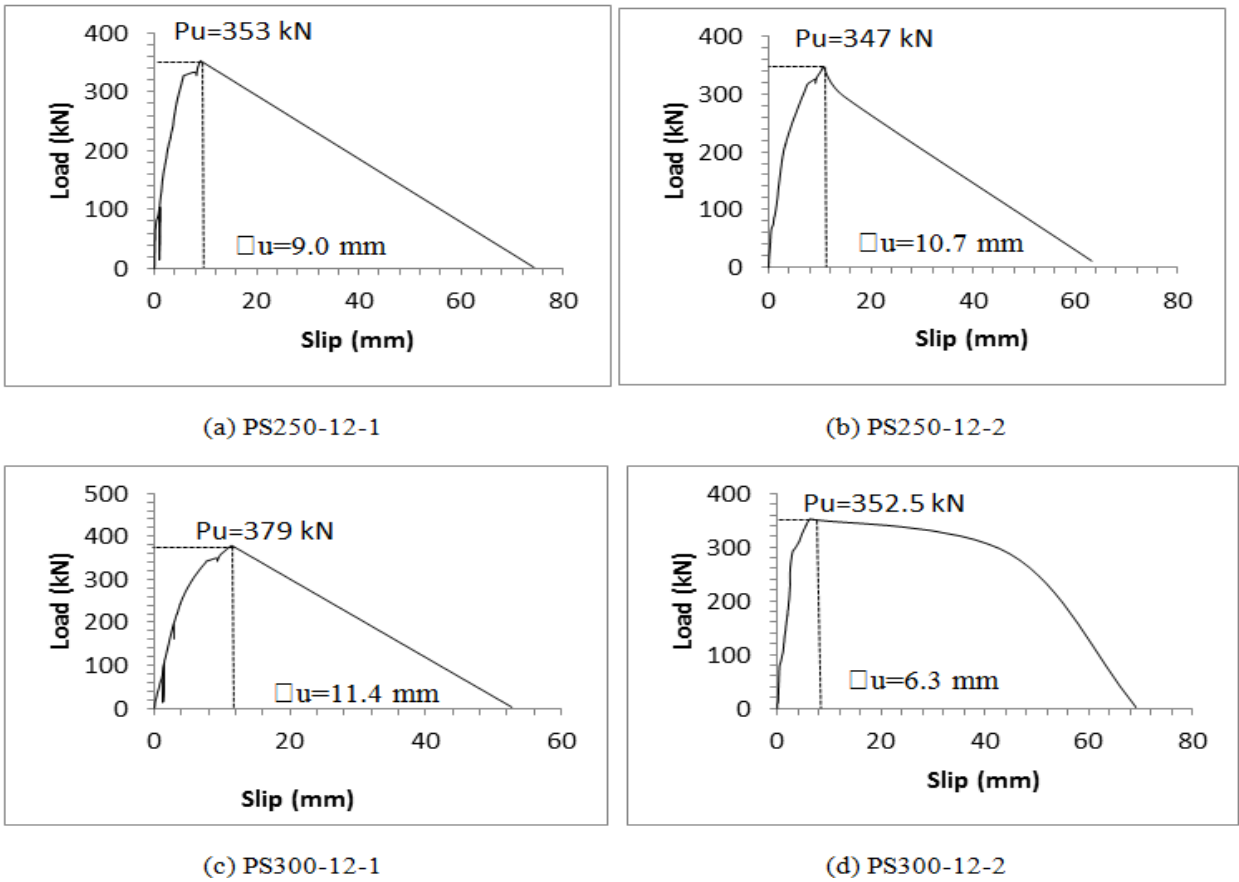 Pu=353 kN
400
300
200
100
0
Load (kN)
□u=9.0 mm
0 20 40 60 80
Slip (mm)
(a) PS250-12-1
Pu=347 kN
400
300
200
100
0
Load (kN)
□u=10.7 mm
0 20 40 60 80
Slip (mm)
(b) PS250-12-2
Pu=379 kN
500
400
300
200
100
0
Load (kN)
□u=11.4 mm
0 20 40 60
Slip (mm)
(c) PS300-12-1
Pu=352.5 kN
400
300
200
100
0
Load (kN)
□u=6.3 mm
0 20 40 60 80
Slip (mm)
(d) PS300-12-2